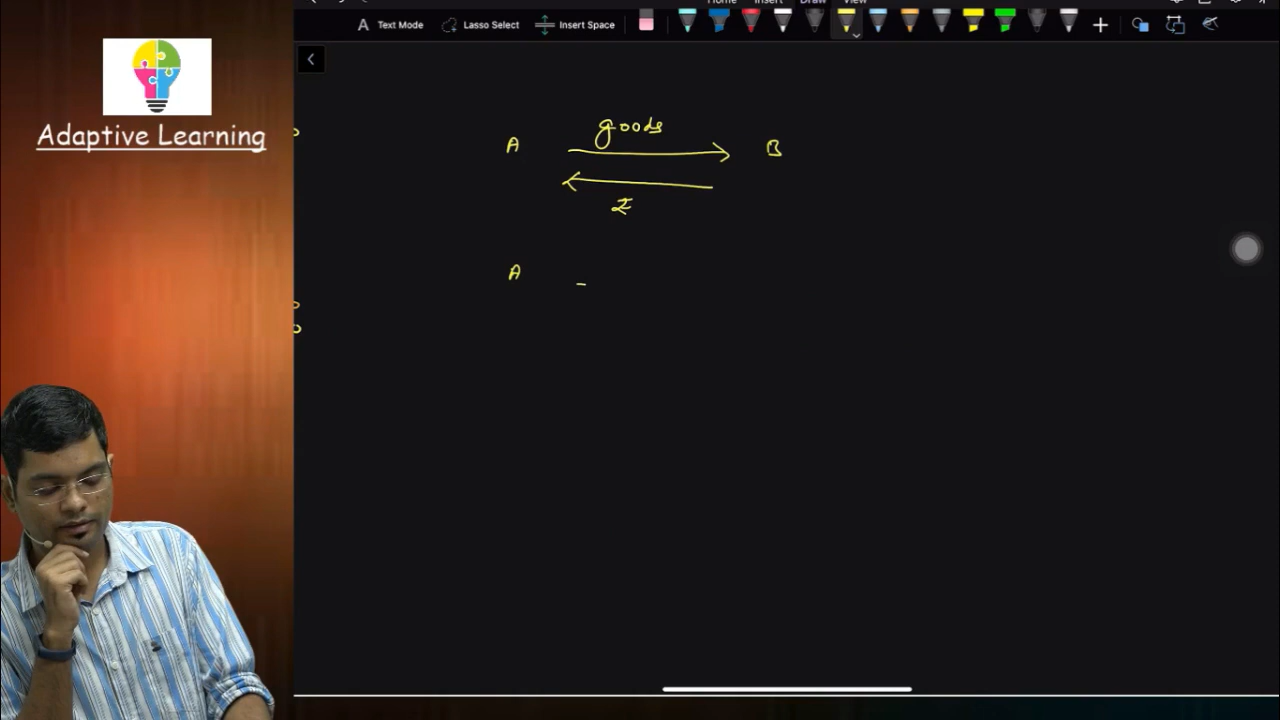 Home Insert Draw View
A Text Mode Lasso Select Insert Space
Adaptive Learning
goods
A B
₹
A